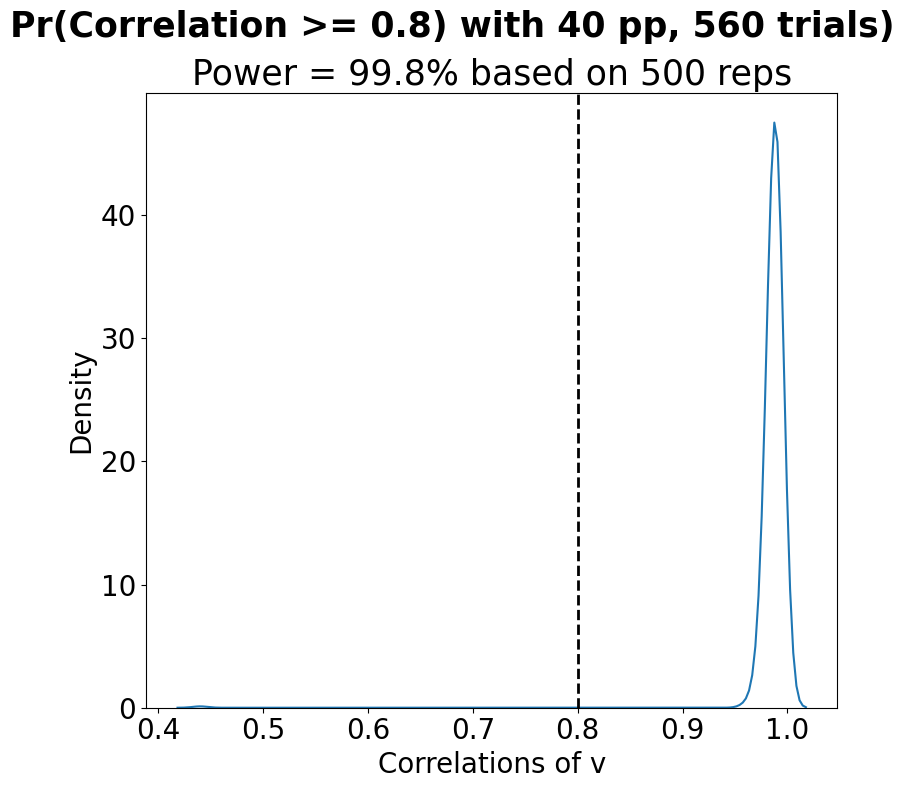 Pr(Correlation >= 0.8) with 40 pp, 560 trials)
Power = 99.8% based on 500 reps
40
30
20
10
0
Density
0.4 0.5 0.6 0.7 0.8 0.9 1.0
Correlations of v